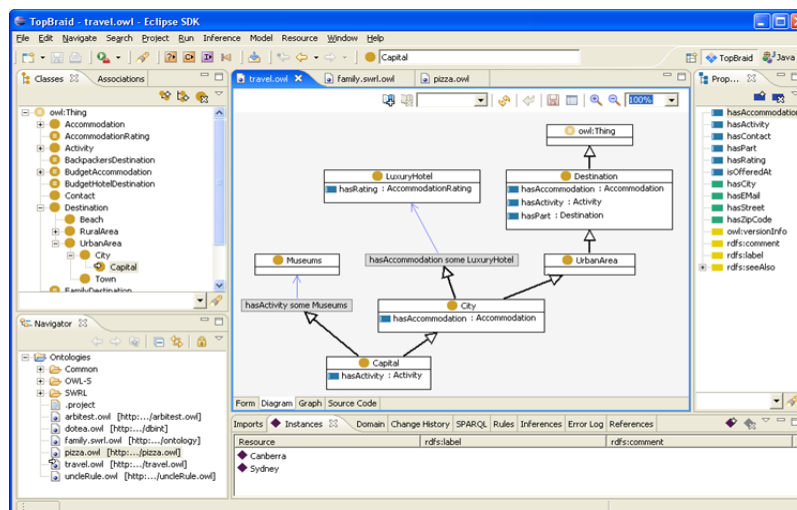 TopBraid - travel.owl - Eclipse SDK
File Edit Navigate Search Project Run Inference Model Resource Window Help
Capital
TopBraid
Java
Classes
Associations
owl:Thing
Accommodation
AccommodationRating
Activity
BackpackersDestination
BudgetAccommodation
BudgetHotelDestination
Contact
Destination
Beach
RuralArea
UrbanArea
City
Capital
Town
FamilyDestination
Navigator
Ontologies
Common
OWL-S
SWRL
.project
arbitest.owl [http:.../arbitest.owl]
dotea.owl [http:.../dbint]
family.swrl.owl [http:.../ontology]
pizza.owl [http:.../pizza.owl]
travel.owl [http:.../travel.owl]
uncleRule.owl [http:.../uncleRule.owl]
travel.owl
family.swrl.owl
pizza.owl
100%
owl:Thing
LuxuryHotel
hasRating : AccommodationRating
Destination
hasAccommodation : Accommodation
hasActivity : Activity
hasPart : Destination
Museums
hasAccommodation some LuxuryHotel
UrbanArea
hasActivity some Museums
City
hasAccommodation : Accommodation
Capital
hasActivity : Activity
Form Diagram Graph Source Code
Imports Instances Domain Change History SPARQL Rules Inferences Error Log References
Resource rdfs:label rdfs:comment
Canberra
Sydney
Prop...
hasAccommodation
hasActivity
hasContact
hasPart
hasRating
isOfferedAt
hasCity
hasEMail
hasStreet
hasZipCode
owl:versionInfo
rdfs:comment
rdfs:label
rdfs:seeAlso